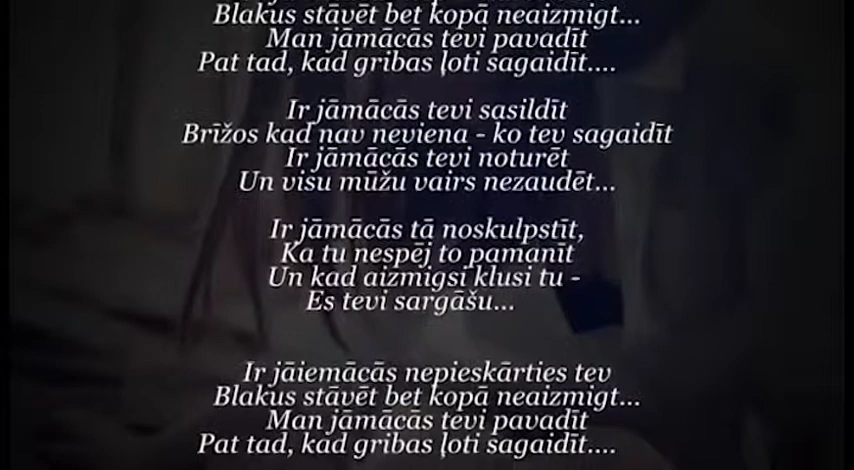 Blakus stāvēt bet kopā neaizmigt...
Man jāmācās tevi pavadīt
Pat tad, kad gribas ļoti sagaidīt....
Ir jāmācās tevi sasildīt
Brīžos kad nav neviena - ko tev sagaidīt
Ir jāmācās tevi noturēt
Un visu mūžu vairs nezaudēt...
Ir jāmācās tā noskulpstīt,
Ka tu nespēj to pamanīt
Un kad aizmigsi klusi tu -
Es tevi sargāšu...
Ir jāiemācās nepieskārties tev
Blakus stāvēt bet kopā neaizmigt...
Man jāmācās tevi pavadīt
Pat tad, kad gribas ļoti sagaidīt....